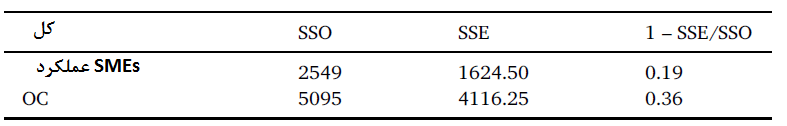 کل SSO SSE 1 – SSE/SSO
عملکرد SMEs 2549 1624.50 0.19
OC 5095 4116.25 0.36